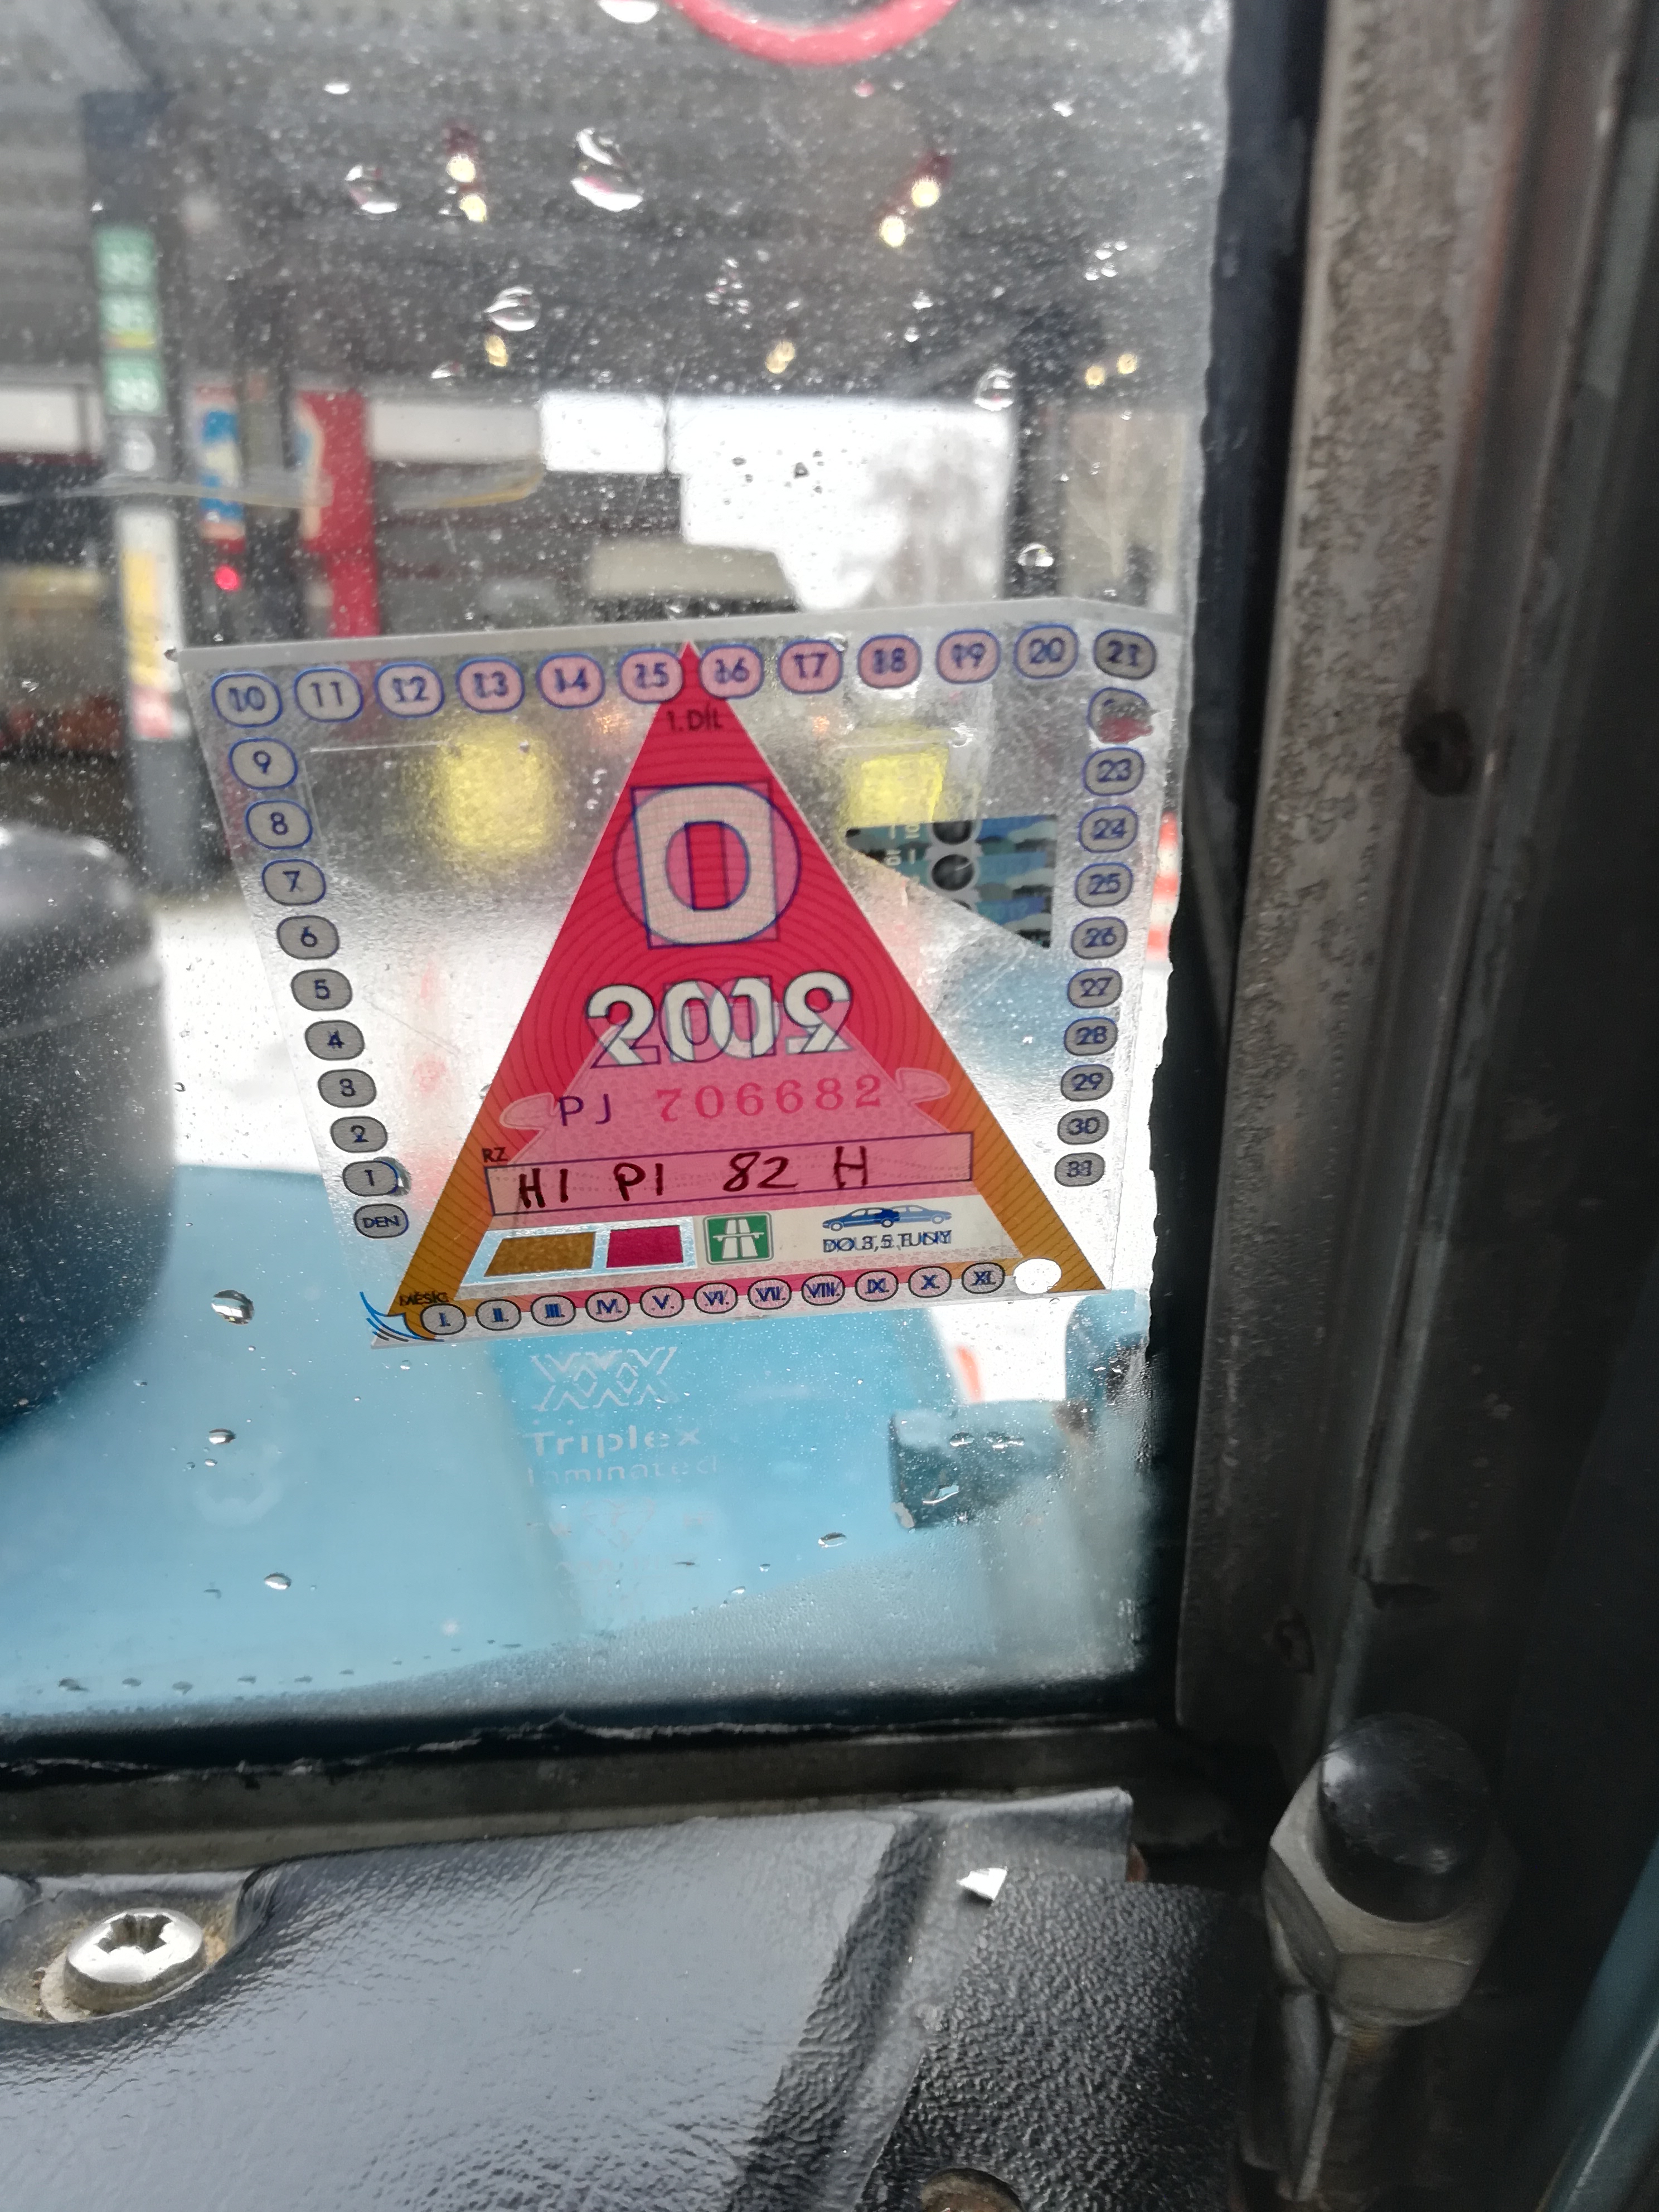 10 11 12 13 14 15 16 17 18 19 20 21
1. DÍL
9 23
8 24
7 25
D
6 26
5 27
2019
4 28
3 29
PJ 706682
2 30
RZ
HI PI 82 H
1 31
DEN
DO 3,5 TUNY
MĚSÍC
I. II. III. IV. V. VI. VII. VIII. IX. X. XI.
Triplex
laminated